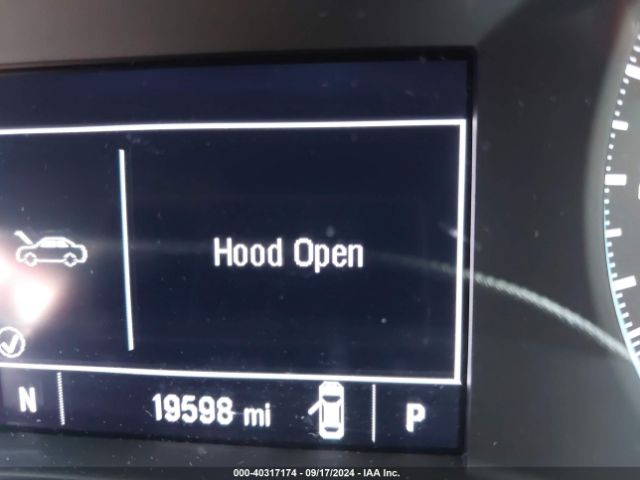 Hood Open
N 19598 mi P
000-40317174 | 09/17/2024 | IAA Inc.